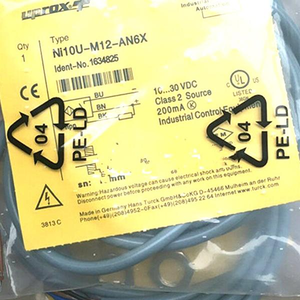 uprox+
Qty
Type
1
Ni10U-M12-AN6X
Ident-No. 1634825
BN
BU
10...30 VDC
Class 2 Source
200mA
Industrial Control Equipment
LISTED
04
PE-LD
04
PE-LD
sn:
mm
Warning: Hazardous voltage can cause electrical shock and burns.
Disconnect power before proceeding with any work on this equipment.
3813 C
Made in Germany Hans Turck GmbH&Co.KG D-45466 Mülheim an der Ruhr
www.turck.com